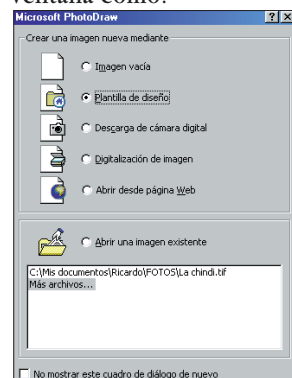 ventana como:
Microsoft PhotoDraw
Crear una imagen nueva mediante
Imagen vacía
Plantilla de diseño
Descarga de cámara digital
Digitalización de imagen
Abrir desde página Web
Abrir una imagen existente
C:\Mis documentos\Ricardo\FOTOS\La chindi.tif
Más archivos...
No mostrar este cuadro de diálogo de nuevo